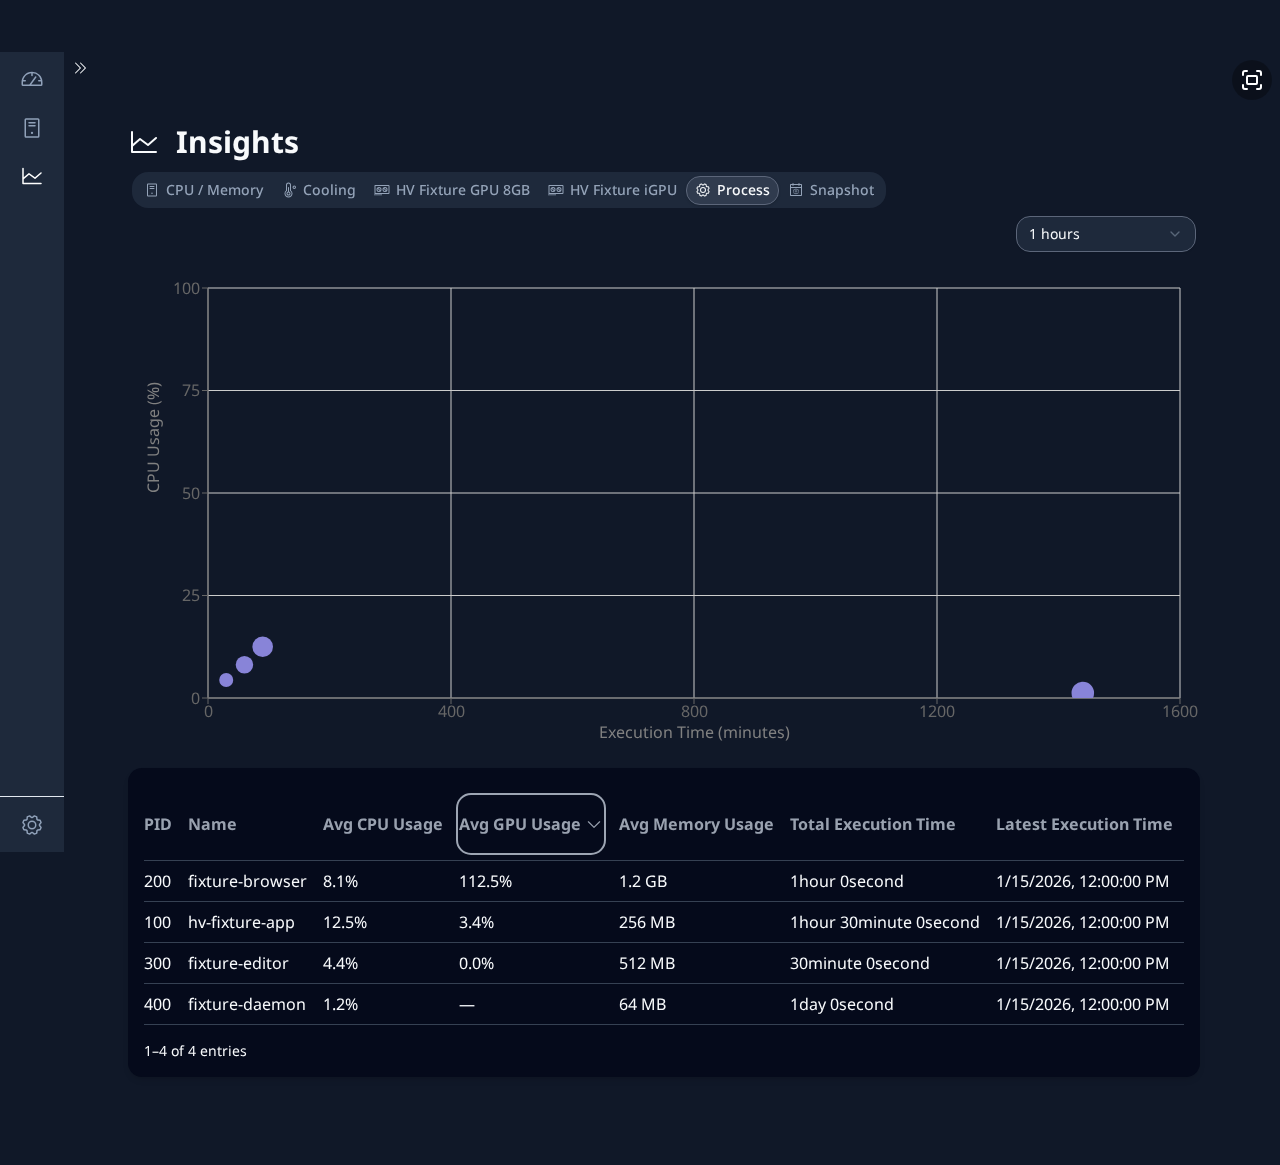 Insights
CPU / Memory Cooling HV Fixture GPU 8GB HV Fixture iGPU Process Snapshot
1 hours
100
75
50
25
0
CPU Usage (%)
0 400 800 1200 1600
Execution Time (minutes)
PID Name Avg CPU Usage Avg GPU Usage Avg Memory Usage Total Execution Time Latest Execution Time
200 fixture-browser 8.1% 112.5% 1.2 GB 1hour 0second 1/15/2026, 12:00:00 PM
100 hv-fixture-app 12.5% 3.4% 256 MB 1hour 30minute 0second 1/15/2026, 12:00:00 PM
300 fixture-editor 4.4% 0.0% 512 MB 30minute 0second 1/15/2026, 12:00:00 PM
400 fixture-daemon 1.2% — 64 MB 1day 0second 1/15/2026, 12:00:00 PM
1–4 of 4 entries